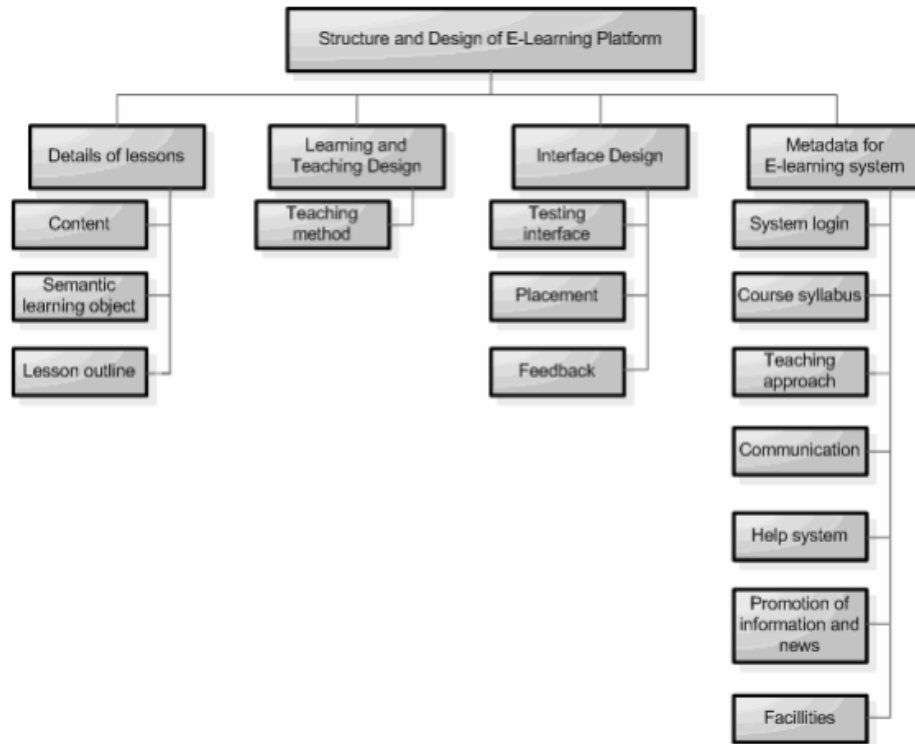 Structure and Design of E-Learning Platform
Details of lessons
Content
Semantic
learning object
Lesson outline
Learning and
Teaching Design
Teaching
method
Interface Design
Testing
interface
Placement
Feedback
Metadata for
E-learning system
System login
Course syllabus
Teaching
approach
Communication
Help system
Promotion of
information and
news
Facillities